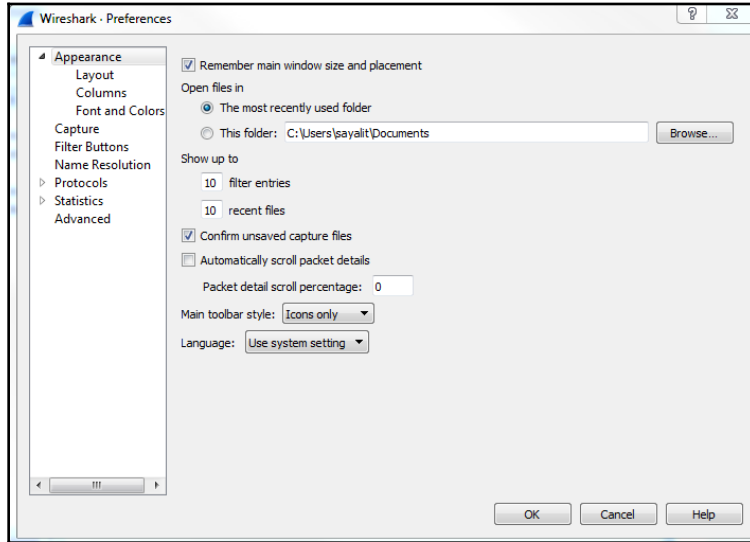 Wireshark · Preferences
Appearance
Layout
Columns
Font and Colors
Capture
Filter Buttons
Name Resolution
Protocols
Statistics
Advanced
Remember main window size and placement
Open files in
The most recently used folder
This folder: C:\Users\sayalit\Documents Browse...
Show up to
10 filter entries
10 recent files
Confirm unsaved capture files
Automatically scroll packet details
Packet detail scroll percentage: 0
Main toolbar style: Icons only
Language: Use system setting
OK Cancel Help